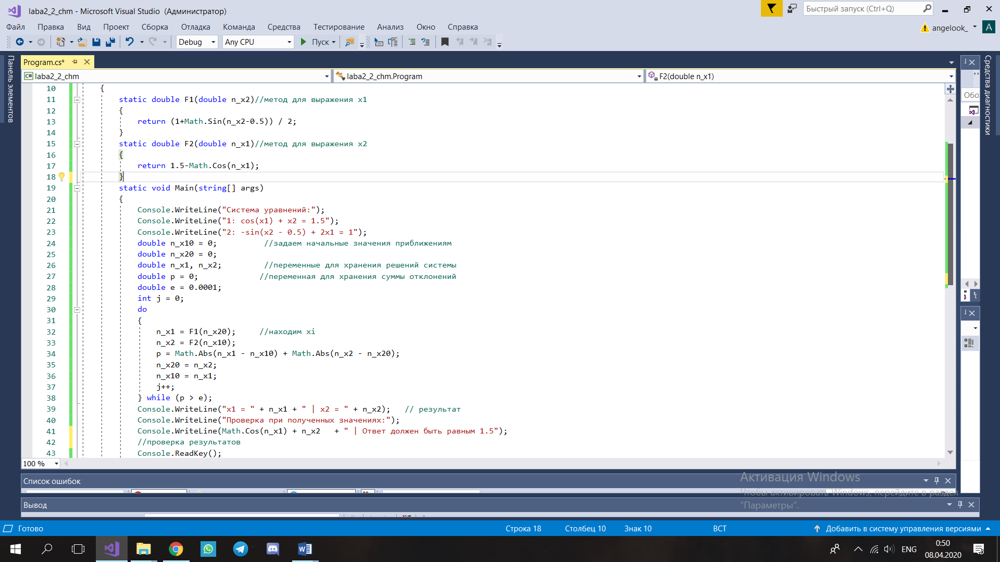 laba2_2_chm - Microsoft Visual Studio (Администратор)
Быстрый запуск (Ctrl+Q)
Файл Правка Вид Проект Сборка Отладка Команда Средства Тестирование Анализ Окно Справка
angelook_ A
Debug Any CPU Пуск
Панель элементов
Program.cs*
Средства диагностики
C# laba2_2_chm laba2_2_chm.Program F2(double n_x1)
10 {
11 static double F1(double n_x2)//метод для выражения x1
12 {
13 return (1+Math.Sin(n_x2-0.5)) / 2;
14 }
15 static double F2(double n_x1)//метод для выражения x2
16 {
17 return 1.5-Math.Cos(n_x1);
18 }
19 static void Main(string[] args)
20 {
21 Console.WriteLine("Система уравнений:");
22 Console.WriteLine("1: cos(x1) + x2 = 1.5");
23 Console.WriteLine("2: -sin(x2 - 0.5) + 2x1 = 1");
24 double n_x10 = 0; //задаем начальные значения приближениям
25 double n_x20 = 0;
26 double n_x1, n_x2; //переменные для хранения решений системы
27 double p = 0; //переменная для хранения суммы отклонений
28 double e = 0.0001;
29 int j = 0;
30 do
31 {
32 n_x1 = F1(n_x20); //находим xi
33 n_x2 = F2(n_x10);
34 p = Math.Abs(n_x1 - n_x10) + Math.Abs(n_x2 - n_x20);
35 n_x20 = n_x2;
36 n_x10 = n_x1;
37 j++;
38 } while (p > e);
39 Console.WriteLine("x1 = " + n_x1 + " | x2 = " + n_x2); // результат
40 Console.WriteLine("Проверка при полученных значениях:");
41 Console.WriteLine(Math.Cos(n_x1) + n_x2 + " | Ответ должен быть равным 1.5");
42 //проверка результатов
43 Console.ReadKey();
100 %
Обо
Список ошибок
Активация Windows
Чтобы активировать Windows, перейдите в раздел
"Параметры".
Вывод
Готово Строка 18 Столбец 10 Знак 10 ВСТ Добавить в систему управления версиями
ENG 0:50
08.04.2020